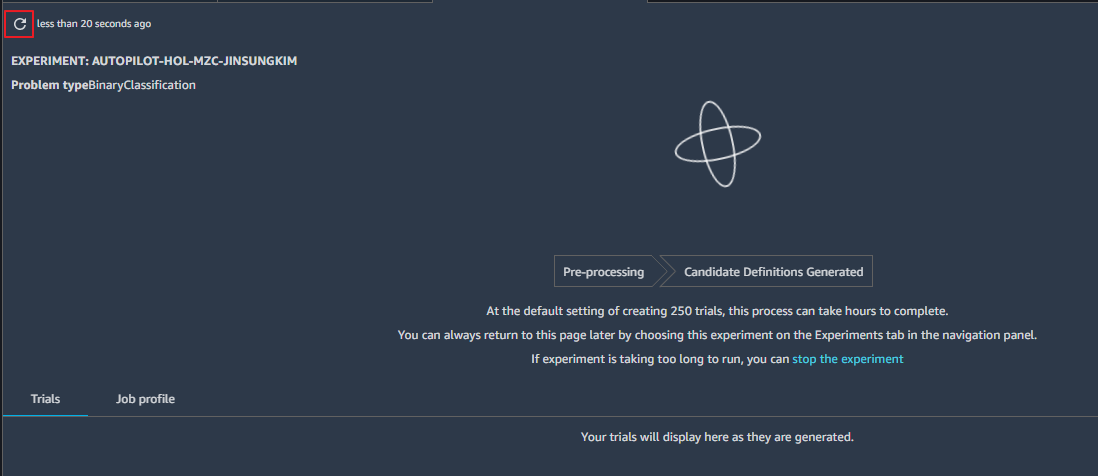 less than 20 seconds ago
EXPERIMENT: AUTOPILOT-HOL-MZC-JINSUNGKIM
Problem typeBinaryClassification
Pre-processing
Candidate Definitions Generated
At the default setting of creating 250 trials, this process can take hours to complete.
You can always return to this page later by choosing this experiment on the Experiments tab in the navigation panel.
If experiment is taking too long to run, you can stop the experiment
Trials
Job profile
Your trials will display here as they are generated.